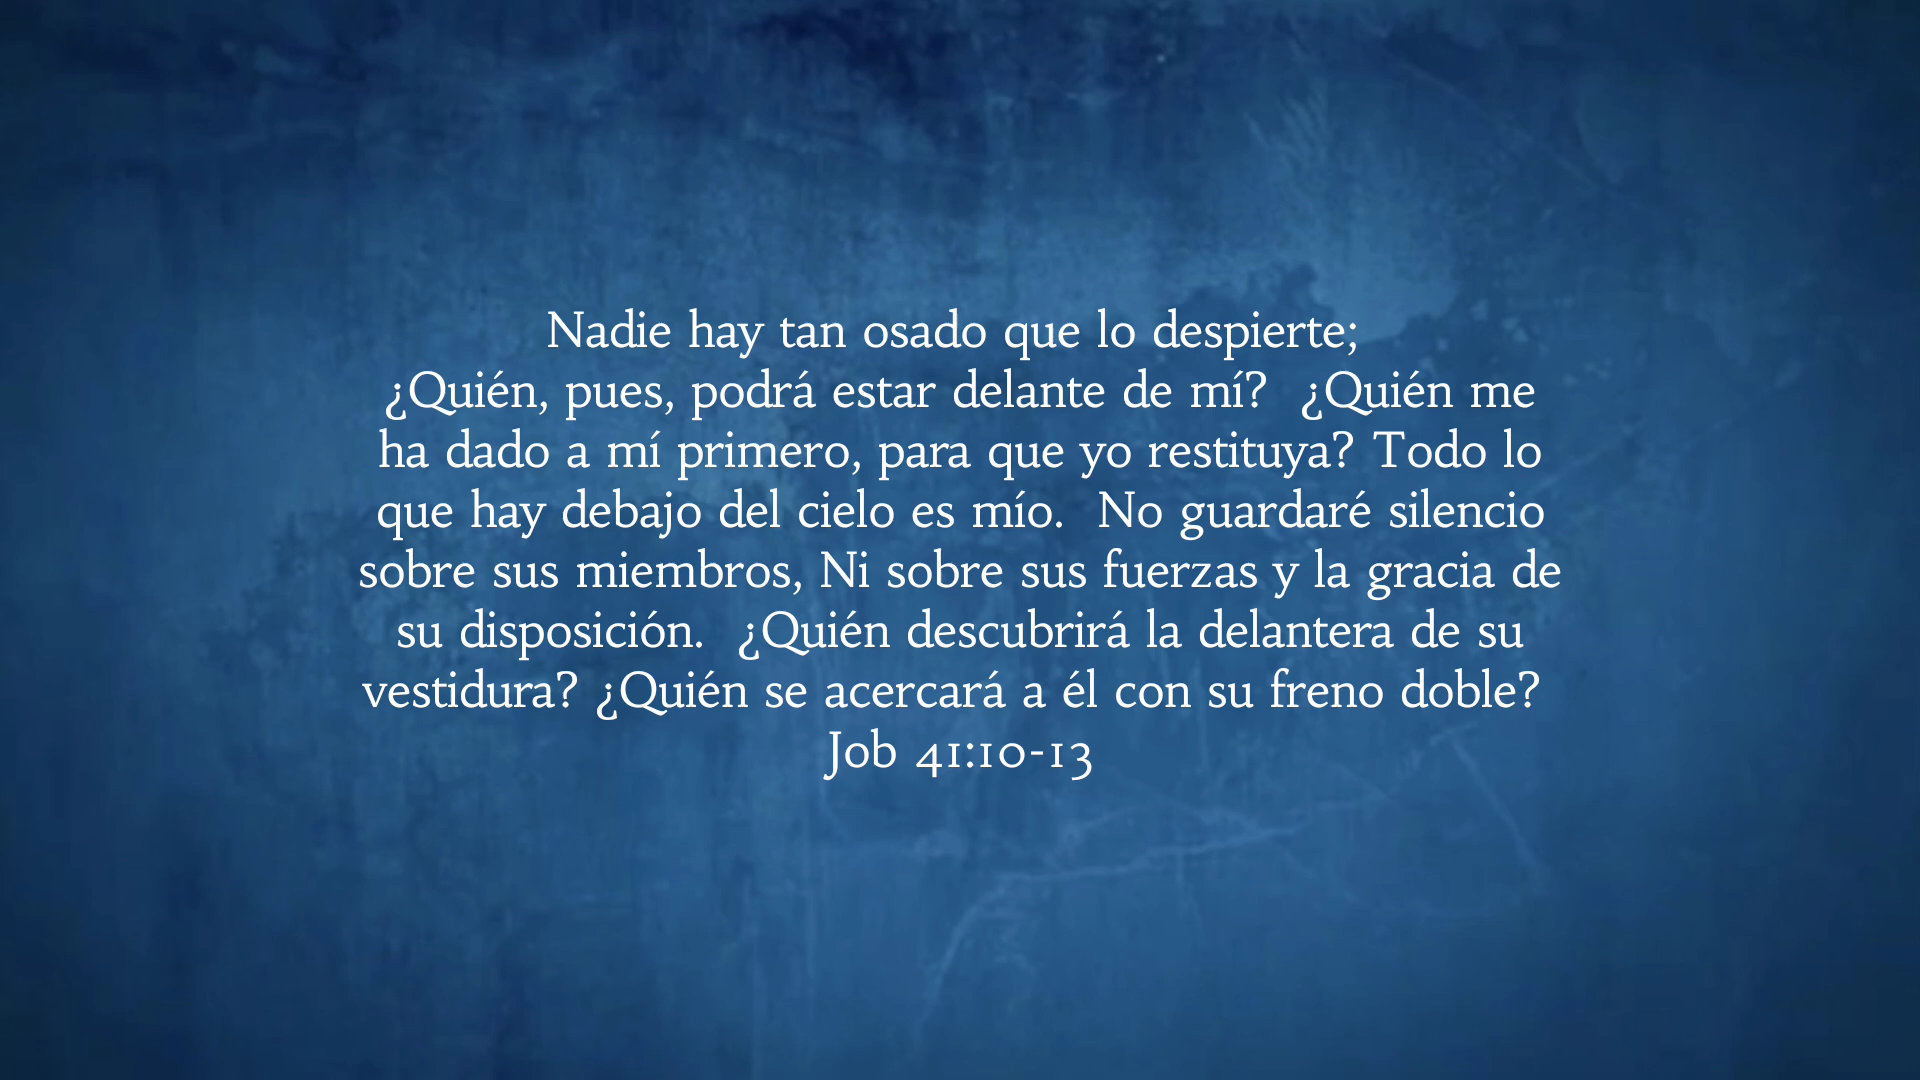 Nadie hay tan osado que lo despierte;
¿Quién, pues, podrá estar delante de mí?  ¿Quién me
ha dado a mí primero, para que yo restituya? Todo lo
que hay debajo del cielo es mío.  No guardaré silencio
sobre sus miembros, Ni sobre sus fuerzas y la gracia de
su disposición.  ¿Quién descubrirá la delantera de su
vestidura? ¿Quién se acercará a él con su freno doble?
Job 41:10-13